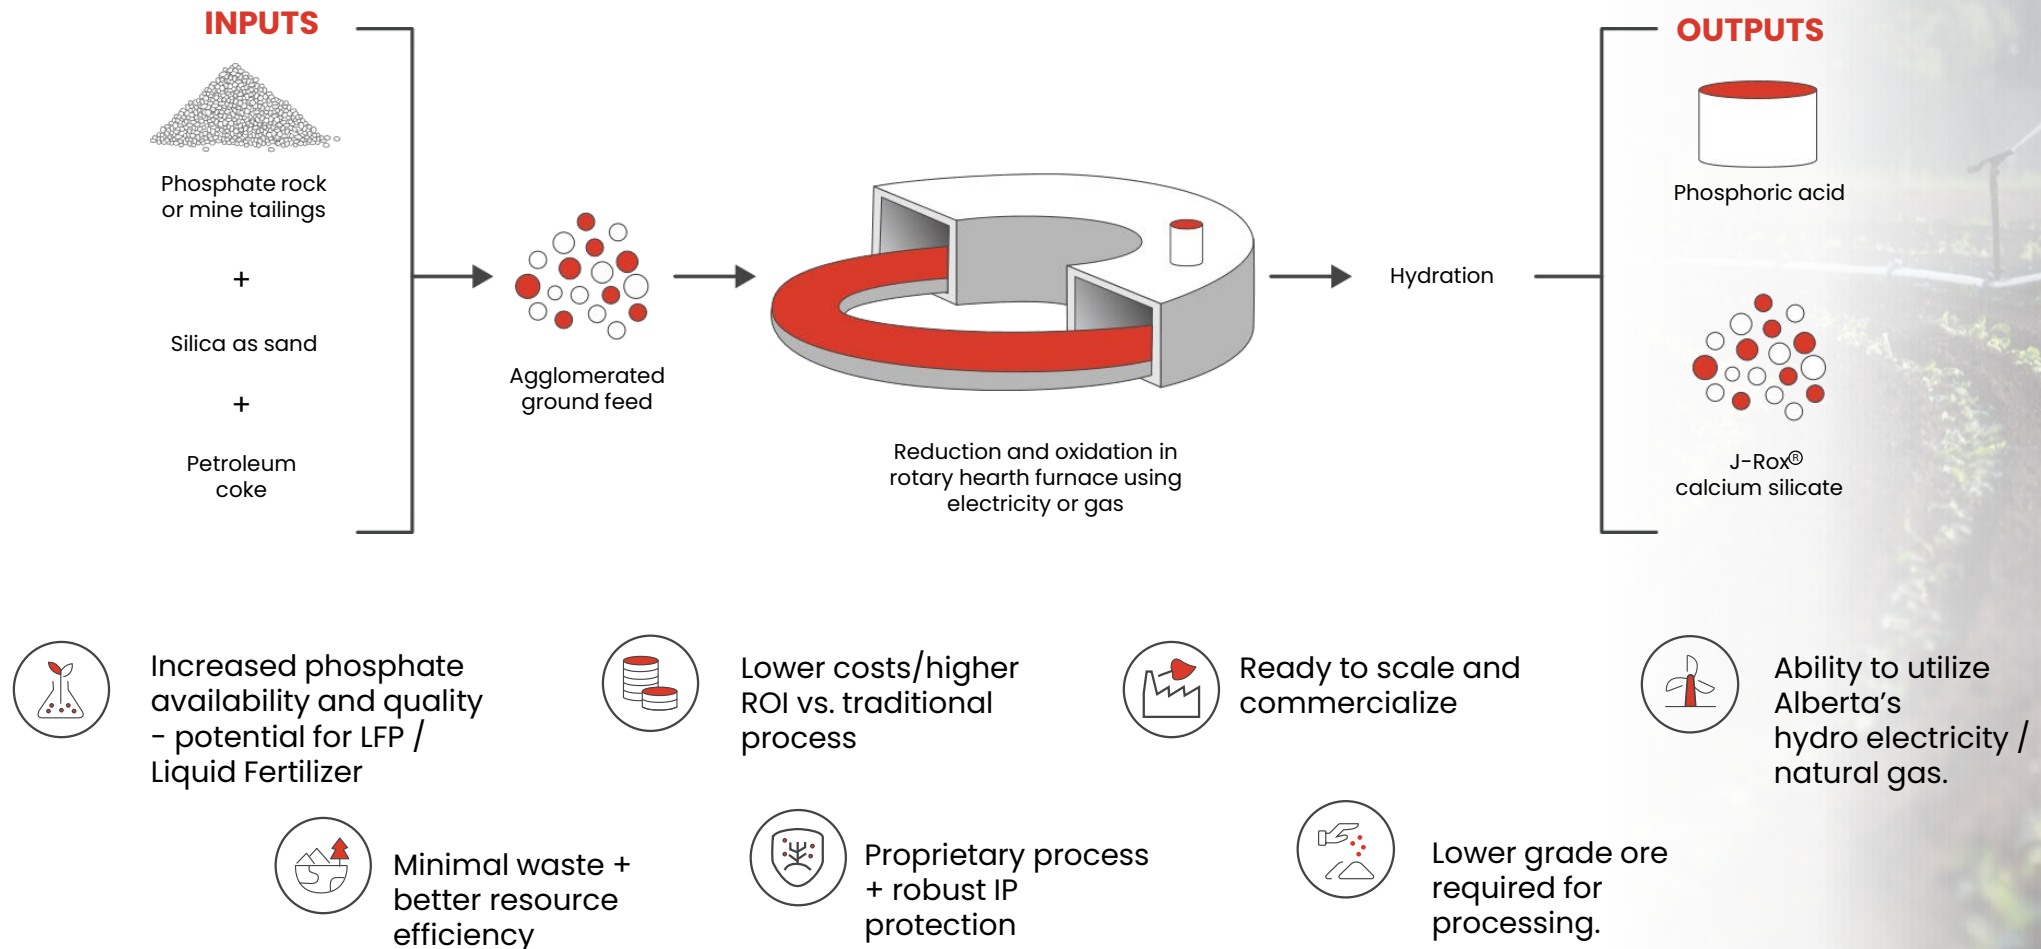 INPUTS
Phosphate rock
or mine tailings
+
Silica as sand
+
Petroleum
coke
Agglomerated
ground feed
Reduction and oxidation in
rotary hearth furnace using
electricity or gas
Hydration
OUTPUTS
Phosphoric acid
J-Rox®
calcium silicate
Increased phosphate
availability and quality
- potential for LFP /
Liquid Fertilizer
Lower costs/higher
ROI vs. traditional
process
Ready to scale and
commercialize
Ability to utilize
Alberta's
hydro electricity /
natural gas.
Minimal waste +
better resource
efficiency
Proprietary process
+ robust IP
protection
Lower grade ore
required for
processing.